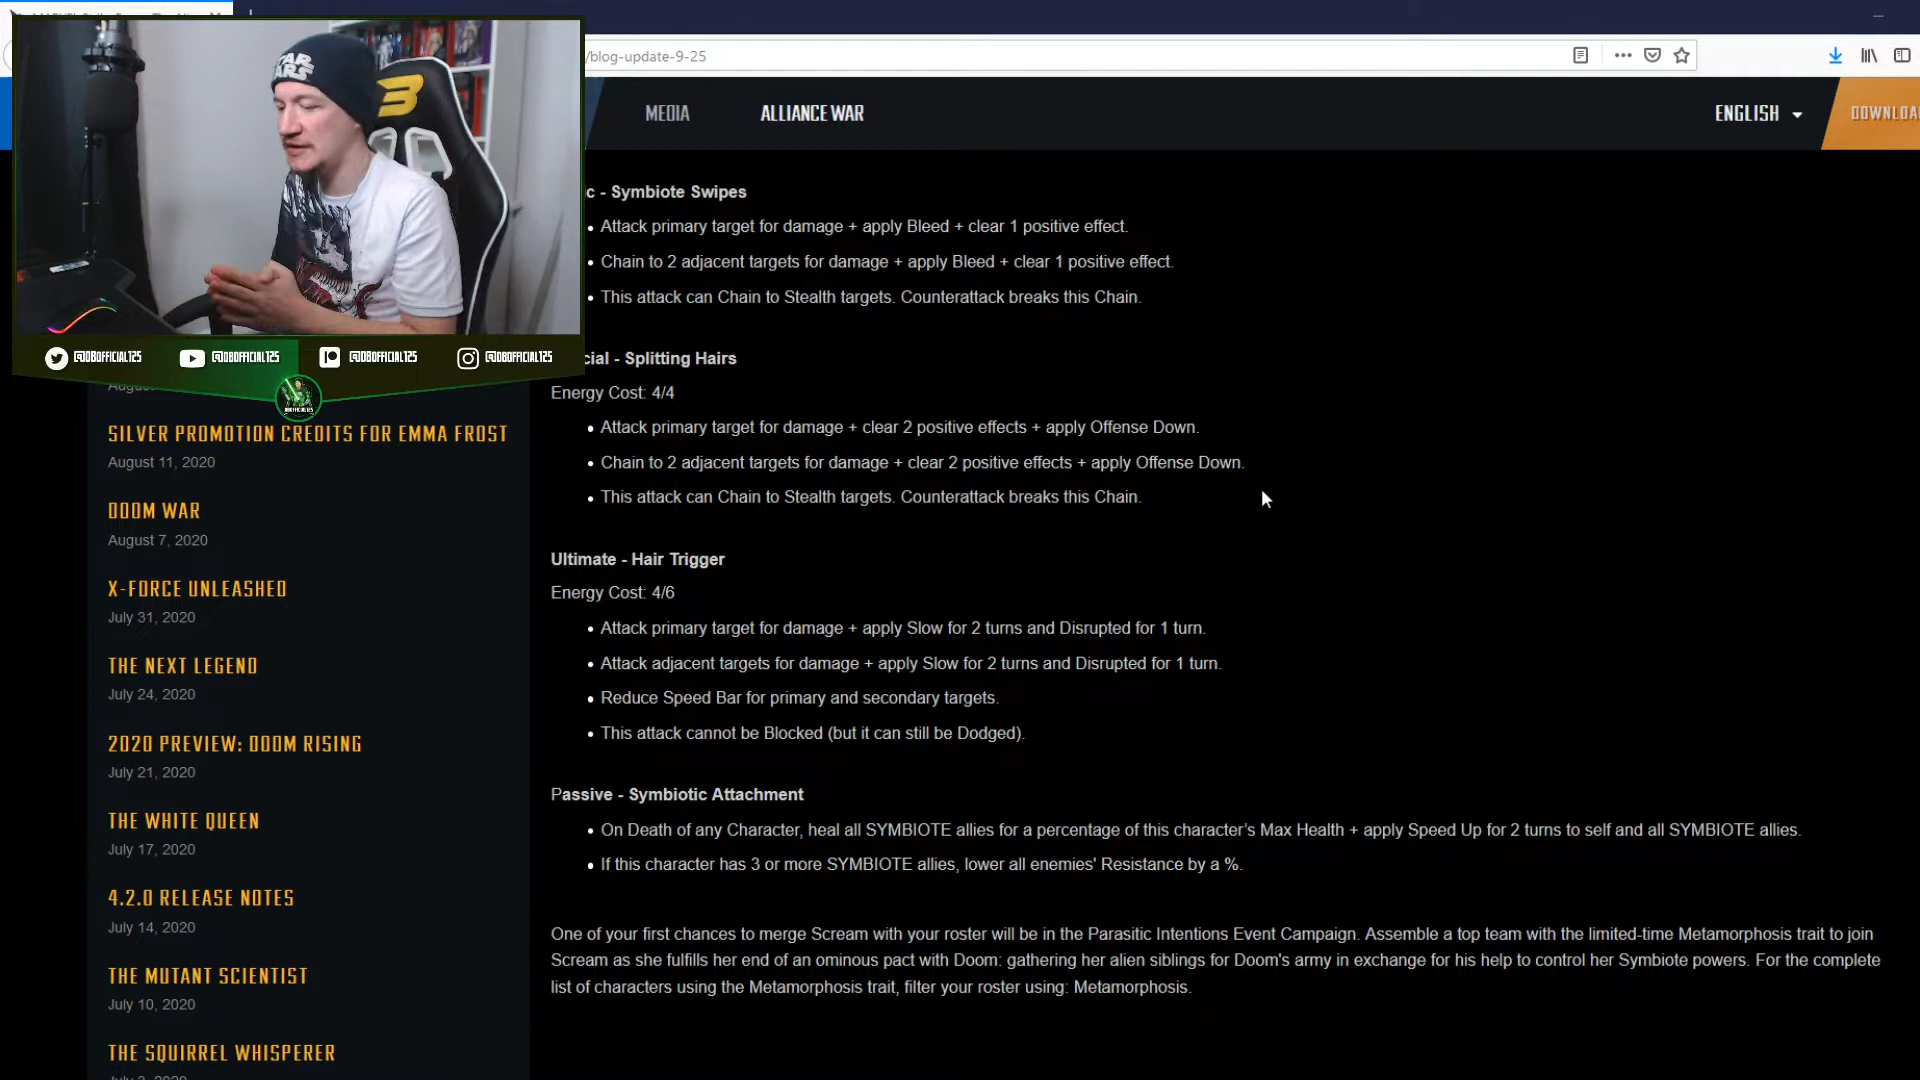 /blog-update-9-25
MEDIA
ALLIANCE WAR
ENGLISH
STAR
WARS
3
@DBOFFICIAL125
@DBOFFICIAL125
@DBOFFICIAL125
@DBOFFICIAL125
c - Symbiote Swipes
Attack primary target for damage + apply Bleed + clear 1 positive effect.
Chain to 2 adjacent targets for damage + apply Bleed + clear 1 positive effect.
This attack can Chain to Stealth targets. Counterattack breaks this Chain.
cial - Splitting Hairs
Energy Cost: 4/4
Attack primary target for damage + clear 2 positive effects + apply Offense Down.
Chain to 2 adjacent targets for damage + clear 2 positive effects + apply Offense Down.
This attack can Chain to Stealth targets. Counterattack breaks this Chain.
Ultimate - Hair Trigger
Energy Cost: 4/6
Attack primary target for damage + apply Slow for 2 turns and Disrupted for 1 turn.
Attack adjacent targets for damage + apply Slow for 2 turns and Disrupted for 1 turn.
Reduce Speed Bar for primary and secondary targets.
This attack cannot be Blocked (but it can still be Dodged).
Passive - Symbiotic Attachment
On Death of any Character, heal all SYMBIOTE allies for a percentage of this character's Max Health + apply Speed Up for 2 turns to self and all SYMBIOTE allies.
If this character has 3 or more SYMBIOTE allies, lower all enemies' Resistance by a %.
One of your first chances to merge Scream with your roster will be in the Parasitic Intentions Event Campaign. Assemble a top team with the limited-time Metamorphosis trait to join
Scream as she fulfills her end of an ominous pact with Doom: gathering her alien siblings for Doom's army in exchange for his help to control her Symbiote powers. For the complete
list of characters using the Metamorphosis trait, filter your roster using: Metamorphosis.
SILVER PROMOTION CREDITS FOR EMMA FROST
August 11, 2020
DOOM WAR
August 7, 2020
X-FORCE UNLEASHED
July 31, 2020
THE NEXT LEGEND
July 24, 2020
2020 PREVIEW: DOOM RISING
July 21, 2020
THE WHITE QUEEN
July 17, 2020
4.2.0 RELEASE NOTES
July 14, 2020
THE MUTANT SCIENTIST
July 10, 2020
THE SQUIRREL WHISPERER